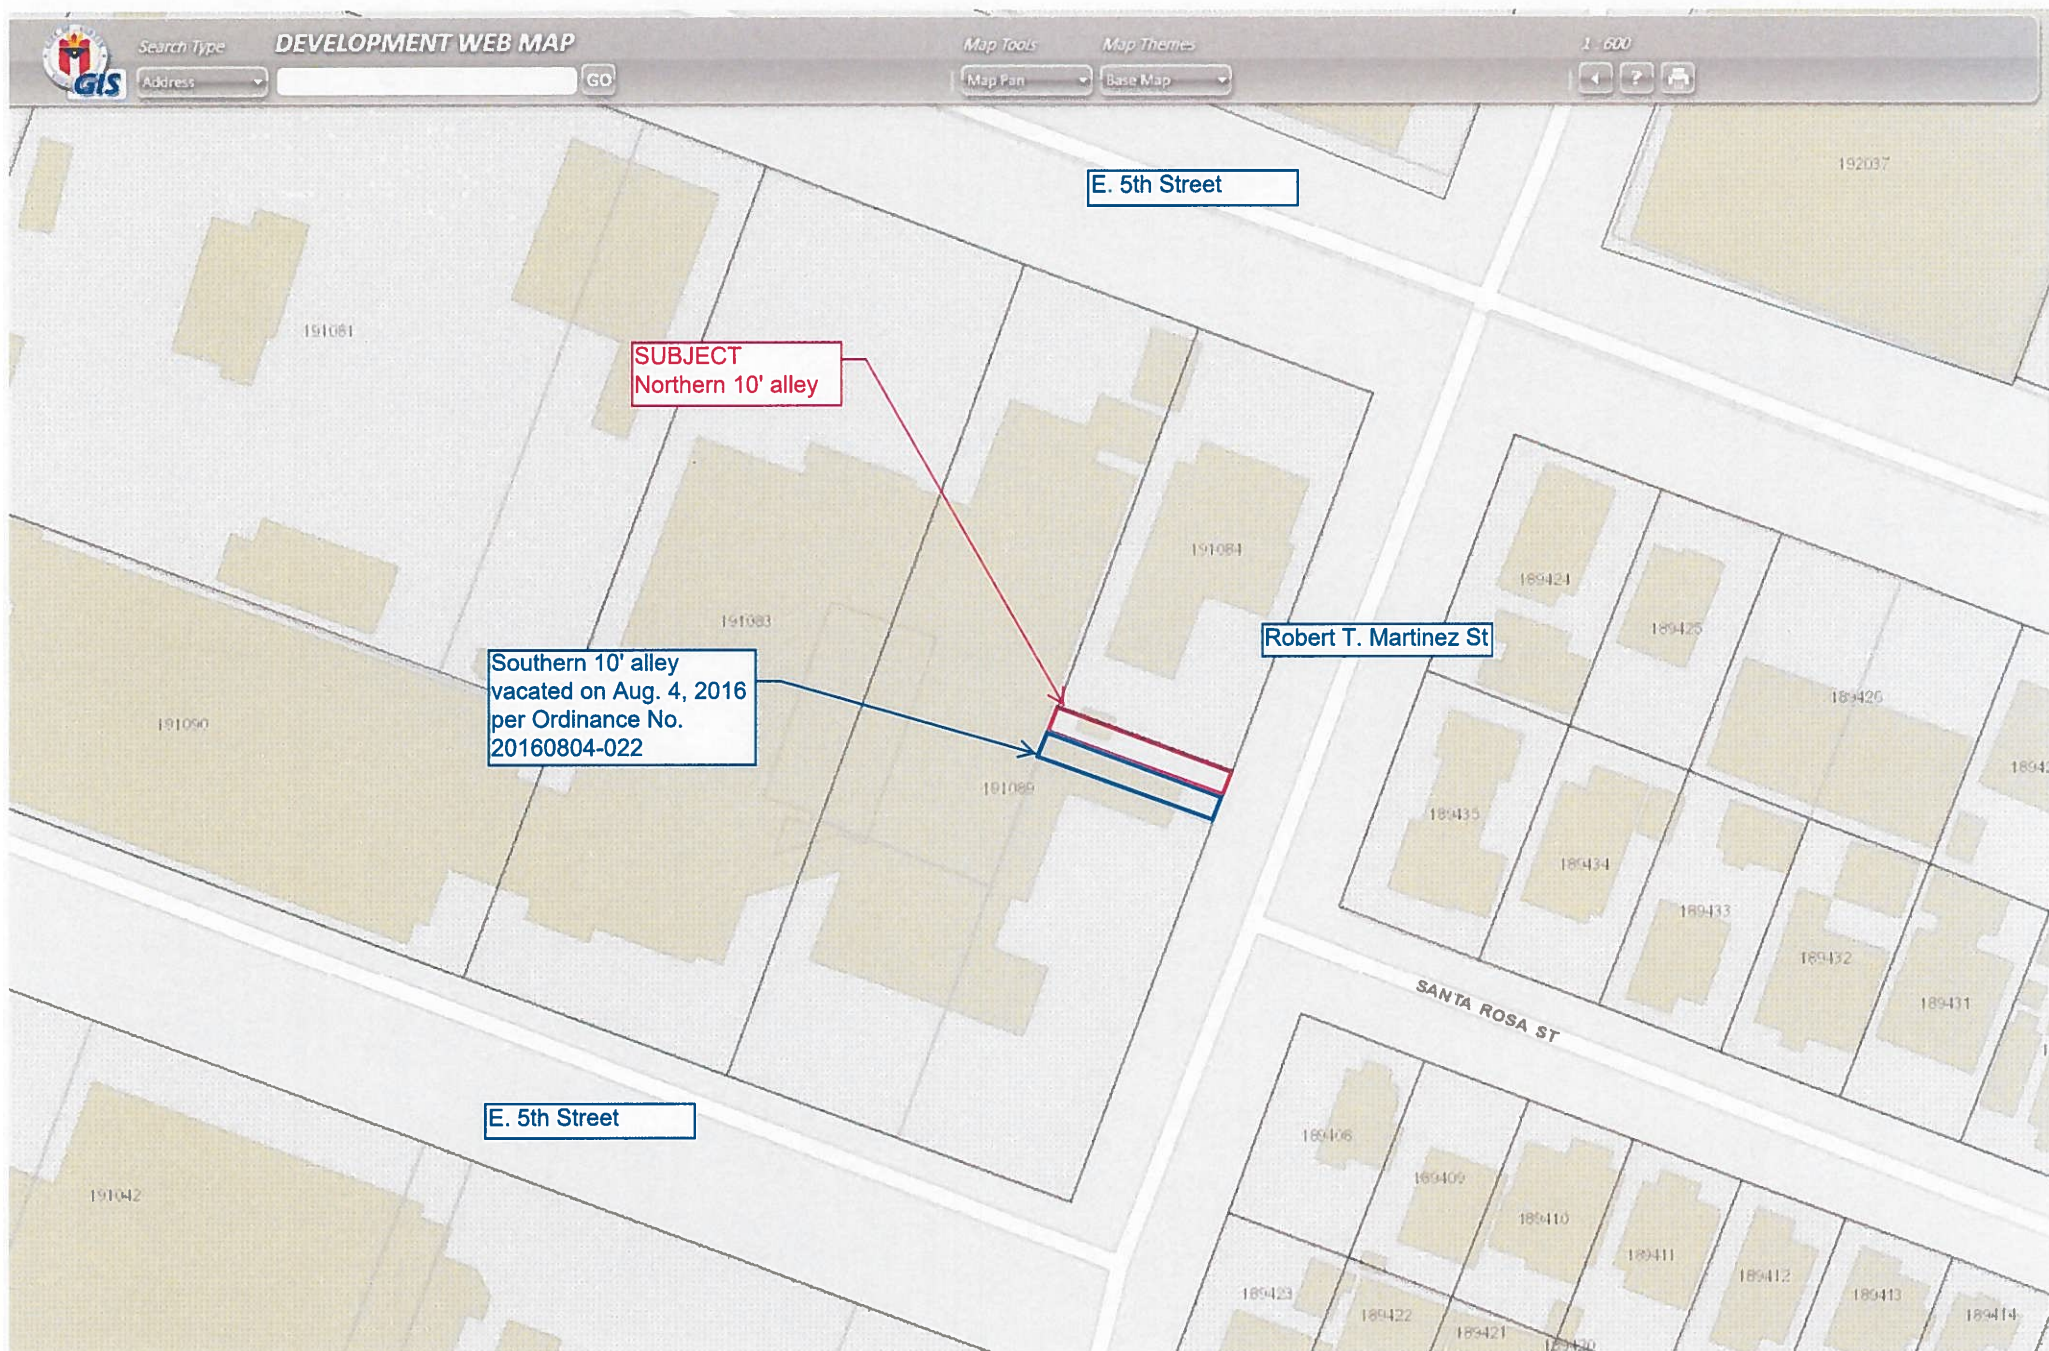 Search Type
DEVELOPMENT WEB MAP
Map Tools
Map Themes
1 : 600
GIS
Address
GO
Map Pan
Base Map
?
E. 5th Street
192037
191081
SUBJECT
Northern 10' alley
191084
189424
189425
191083
Robert T. Martinez St
Southern 10' alley
vacated on Aug. 4, 2016
per Ordinance No.
20160804-022
189426
191090
191089
18942
189435
189434
189433
189432
189431
SANTA ROSA ST
E. 5th Street
189408
189409
191042
189410
189411
189412
189413
189414
189423
189422
189421